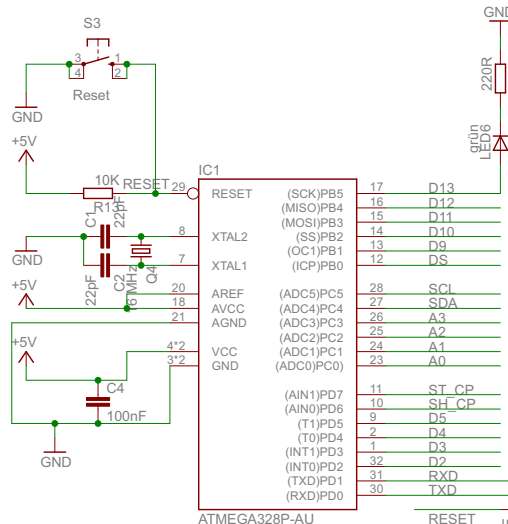 GND
S3
3 1
4 2
Reset
220R
GND
grün
LED6
+5V
IC1
10K
RESET 29 RESET (SCK)PB5 17 D13
R13
(MISO)PB4 16 D12
(MOSI)PB3 15 D11
C1
22pF
8 XTAL2 (SS)PB2 14 D10
(OC1)PB1 13 D9
GND
7 XTAL1 (ICP)PB0 12 DS
22pF
C2
Q4
+5V
20 AREF (ADC5)PC5 28 SCL
18 AVCC (ADC4)PC4 27 SDA
21 AGND (ADC3)PC3 26 A3
(ADC2)PC2 25 A2
+5V
4*2 VCC (ADC1)PC1 24 A1
3*2 GND (ADC0)PC0 23 A0
C4
100nF
(AIN1)PD7 11 ST_CP
(AIN0)PD6 10 SH_CP
(T1)PD5 9 D5
(T0)PD4 2 D4
(INT1)PD3 1 D3
GND
(INT0)PD2 32 D2
(TXD)PD1 31 RXD
(RXD)PD0 30 TXD
ATMEGA328P-AU
RESET